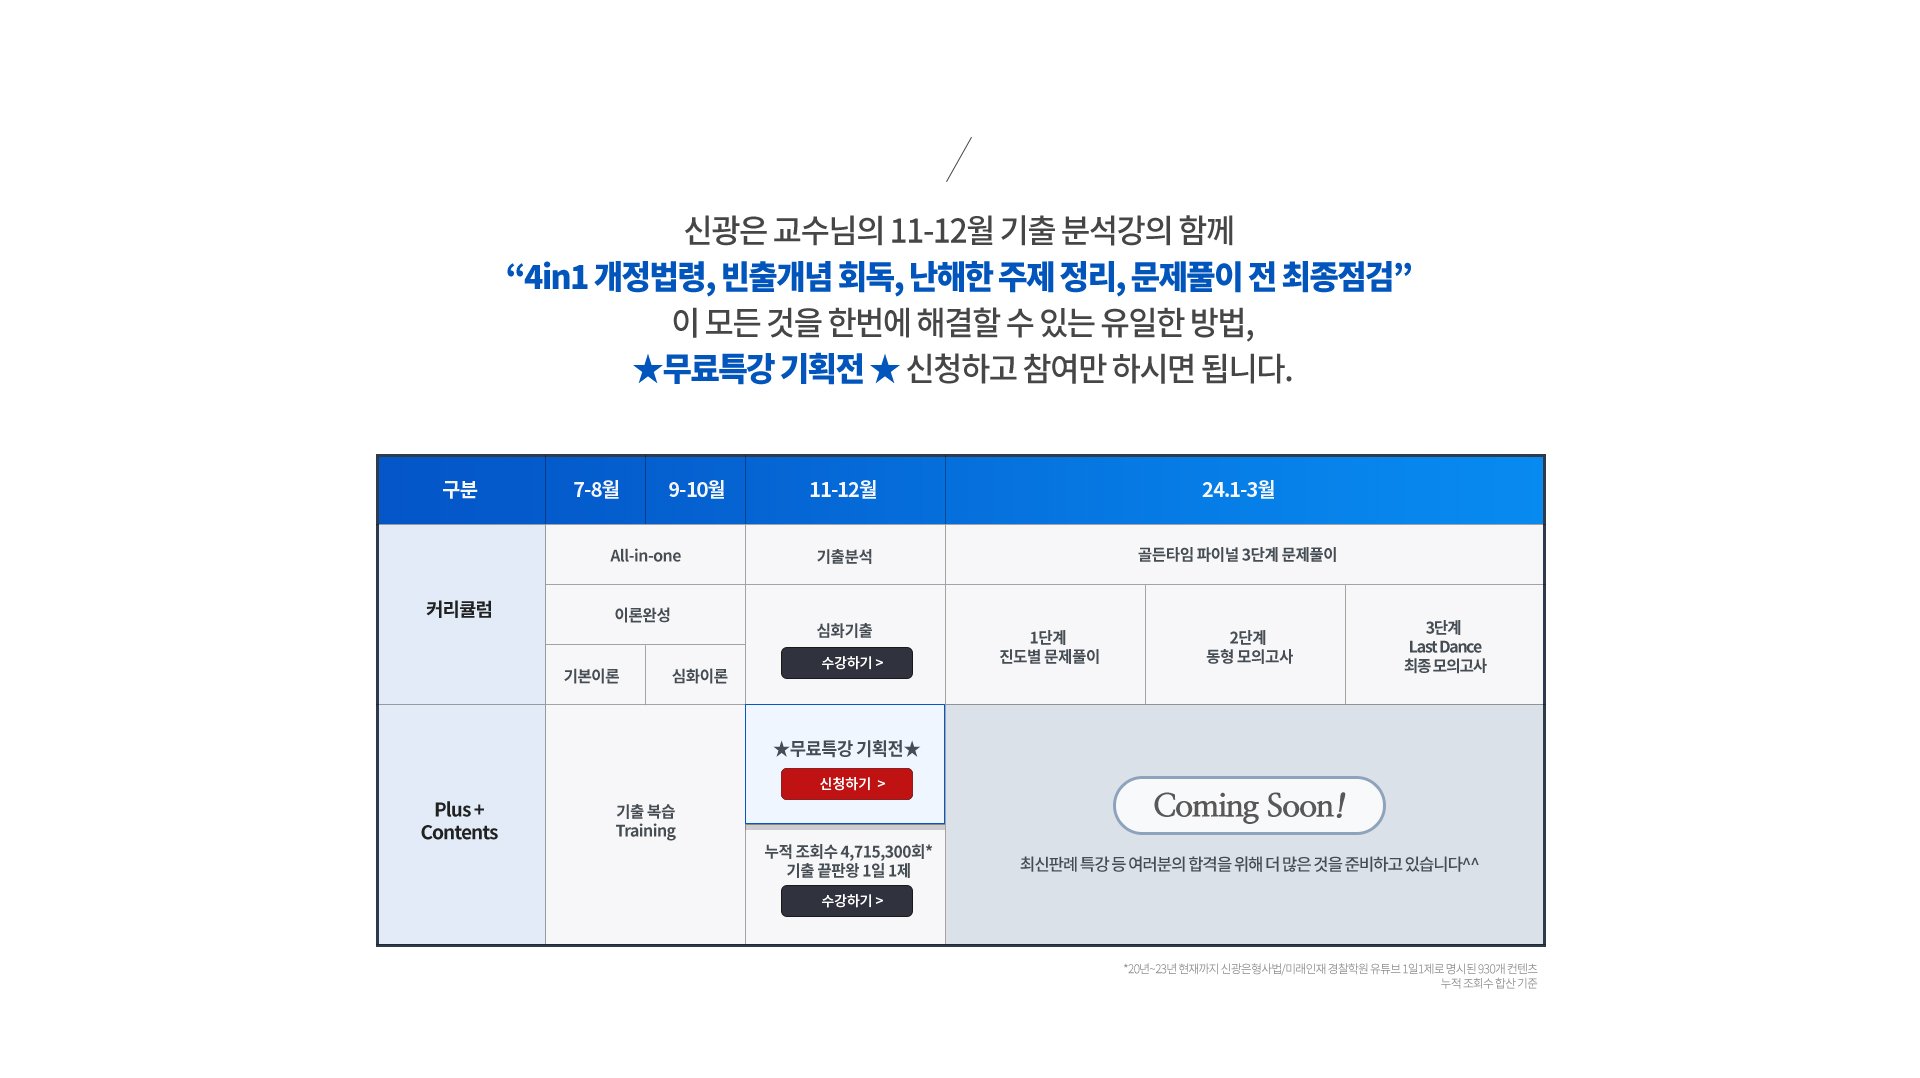 신광은 교수님의 11-12월 기출 분석강의 함께
“4in1 개정법령, 빈출개념 회독, 난해한 주제 정리, 문제풀이 전 최종점검”
이 모든 것을 한번에 해결할 수 있는 유일한 방법,
★무료특강 기획전 ★ 신청하고 참여만 하시면 됩니다.
구분
7-8월
9-10월
11-12월
24.1-3월
커리큘럼
All-in-one
기출분석
골든타임 파이널 3단계 문제풀이
이론완성
기본이론
심화이론
심화기출
수강하기 >
1단계
진도별 문제풀이
2단계
동형 모의고사
3단계
Last Dance
최종 모의고사
Plus +
Contents
기출 복습
Training
★무료특강 기획전★
신청하기 >
누적 조회수 4,715,300회*
기출 끝판왕 1일 1제
수강하기 >
Coming Soon!
최신판례 특강 등 여러분의 합격을 위해 더 많은 것을 준비하고 있습니다^^
*20년~23년 현재까지 신광은형사법/미래인재 경찰학원 유튜브 1일1제로 명시된 930개 컨텐츠
누적 조회수 합산 기준